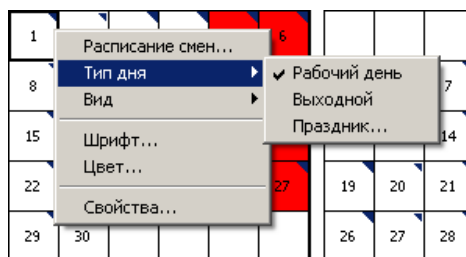 1 6
Расписание смен...
Тип дня
Рабочий день
8 Вид Выходной 7
Праздник...
15 Шрифт... 14
Цвет...
22 27 19 20 21
Свойства...
29 30 26 27 28